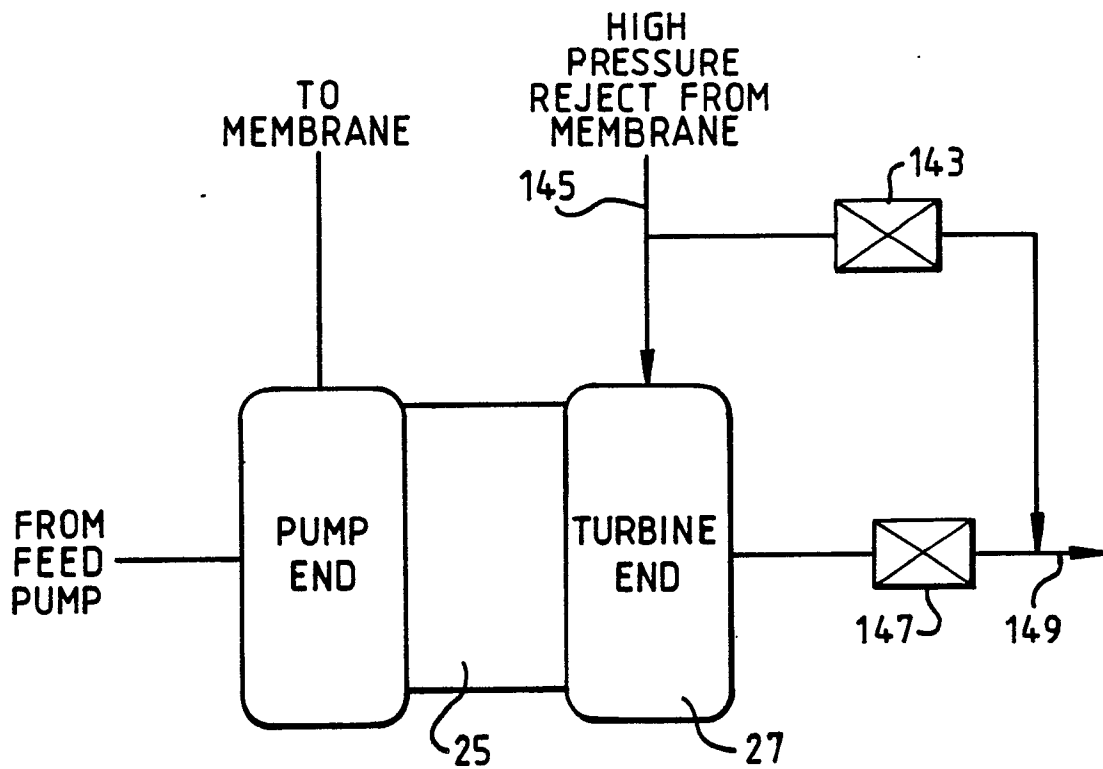 HIGH
PRESSURE
REJECT FROM
MEMBRANE
TO
MEMBRANE
145
143
FROM
FEED
PUMP
PUMP
END
TURBINE
END
147
149
25
27